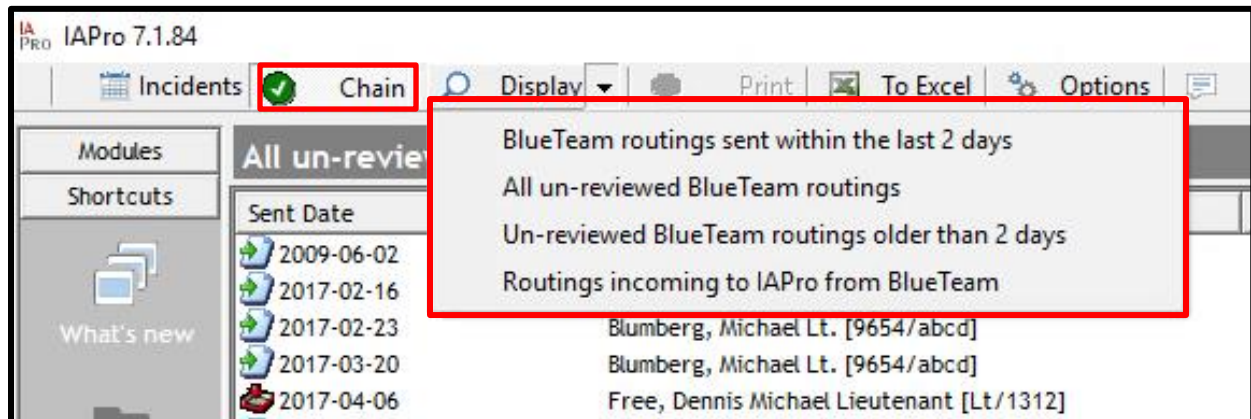 IA PRO IAPro 7.1.84
Incidents Chain Display Print To Excel Options
Modules
Shortcuts
What's new
All un-revie
BlueTeam routings sent within the last 2 days
All un-reviewed BlueTeam routings
Un-reviewed BlueTeam routings older than 2 days
Routings incoming to IAPro from BlueTeam
Sent Date
2009-06-02
2017-02-16
2017-02-23 Blumberg, Michael Lt. [9654/abcd]
2017-03-20 Blumberg, Michael Lt. [9654/abcd]
2017-04-06 Free, Dennis Michael Lieutenant [Lt/1312]